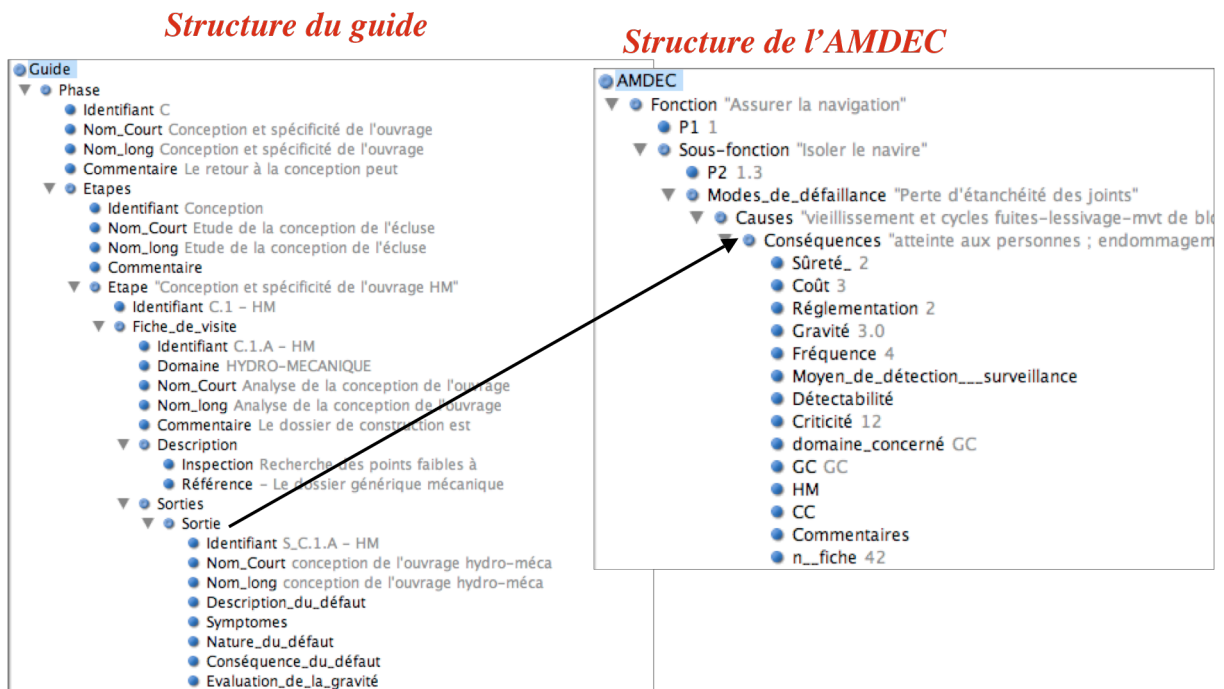 Structure du guide
Guide
Phase
Identifiant C
Nom_Court Conception et spécificité de l'ouvrage
Nom_long Conception et spécificité de l'ouvrage
Commentaire Le retour à la conception peut
Etapes
Identifiant Conception
Nom_Court Etude de la conception de l'écluse
Nom_long Etude de la conception de l'écluse
Commentaire
Etape "Conception et spécificité de l'ouvrage HM"
Identifiant C.1 - HM
Fiche_de_visite
Identifiant C.1.A - HM
Domaine HYDRO-MECANIQUE
Nom_Court Analyse de la conception de l'ouvrage
Nom_long Analyse de la conception de l'ouvrage
Commentaire Le dossier de construction est
Description
Inspection Recherche des points faibles à
Référence - Le dossier générique mécanique
Sorties
Sortie
Identifiant S_C.1.A - HM
Nom_Court conception de l'ouvrage hydro-méca
Nom_long conception de l'ouvrage hydro-méca
Description_du_défaut
Symptomes
Nature_du_défaut
Conséquence_du_défaut
Evaluation_de_la_gravité
Structure de l'AMDEC
AMDEC
Fonction "Assurer la navigation"
P1 1
Sous-fonction "Isoler le navire"
P2 1.3
Modes_de_défaillance "Perte d'étanchéité des joints"
Causes "vieillissement et cycles fuites-lessivage-mvt de blo
Conséquences "atteinte aux personnes ; endommagem
Sûreté_ 2
Coût 3
Réglementation 2
Gravité 3.0
Fréquence 4
Moyen_de_détection___surveillance
Détectabilité
Criticité 12
domaine_concerné GC
GC GC
HM
CC
Commentaires
n__fiche 42